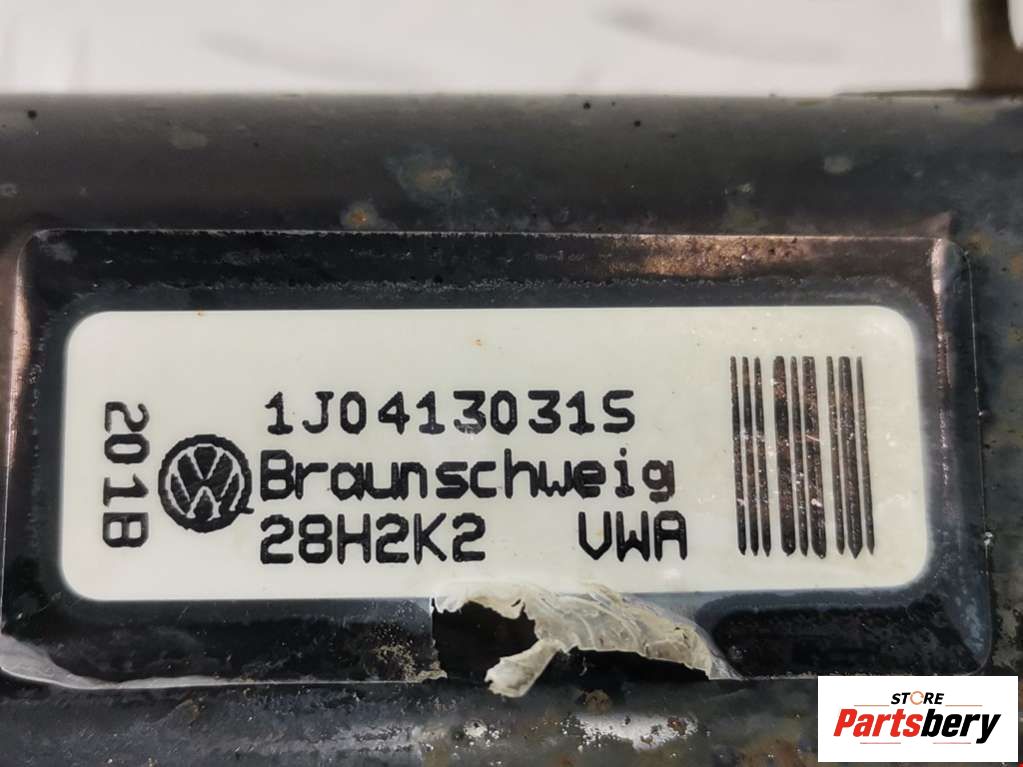 1J0413031S
Braunschweig
28H2K2 VWA
201B
STORE
Partsbery